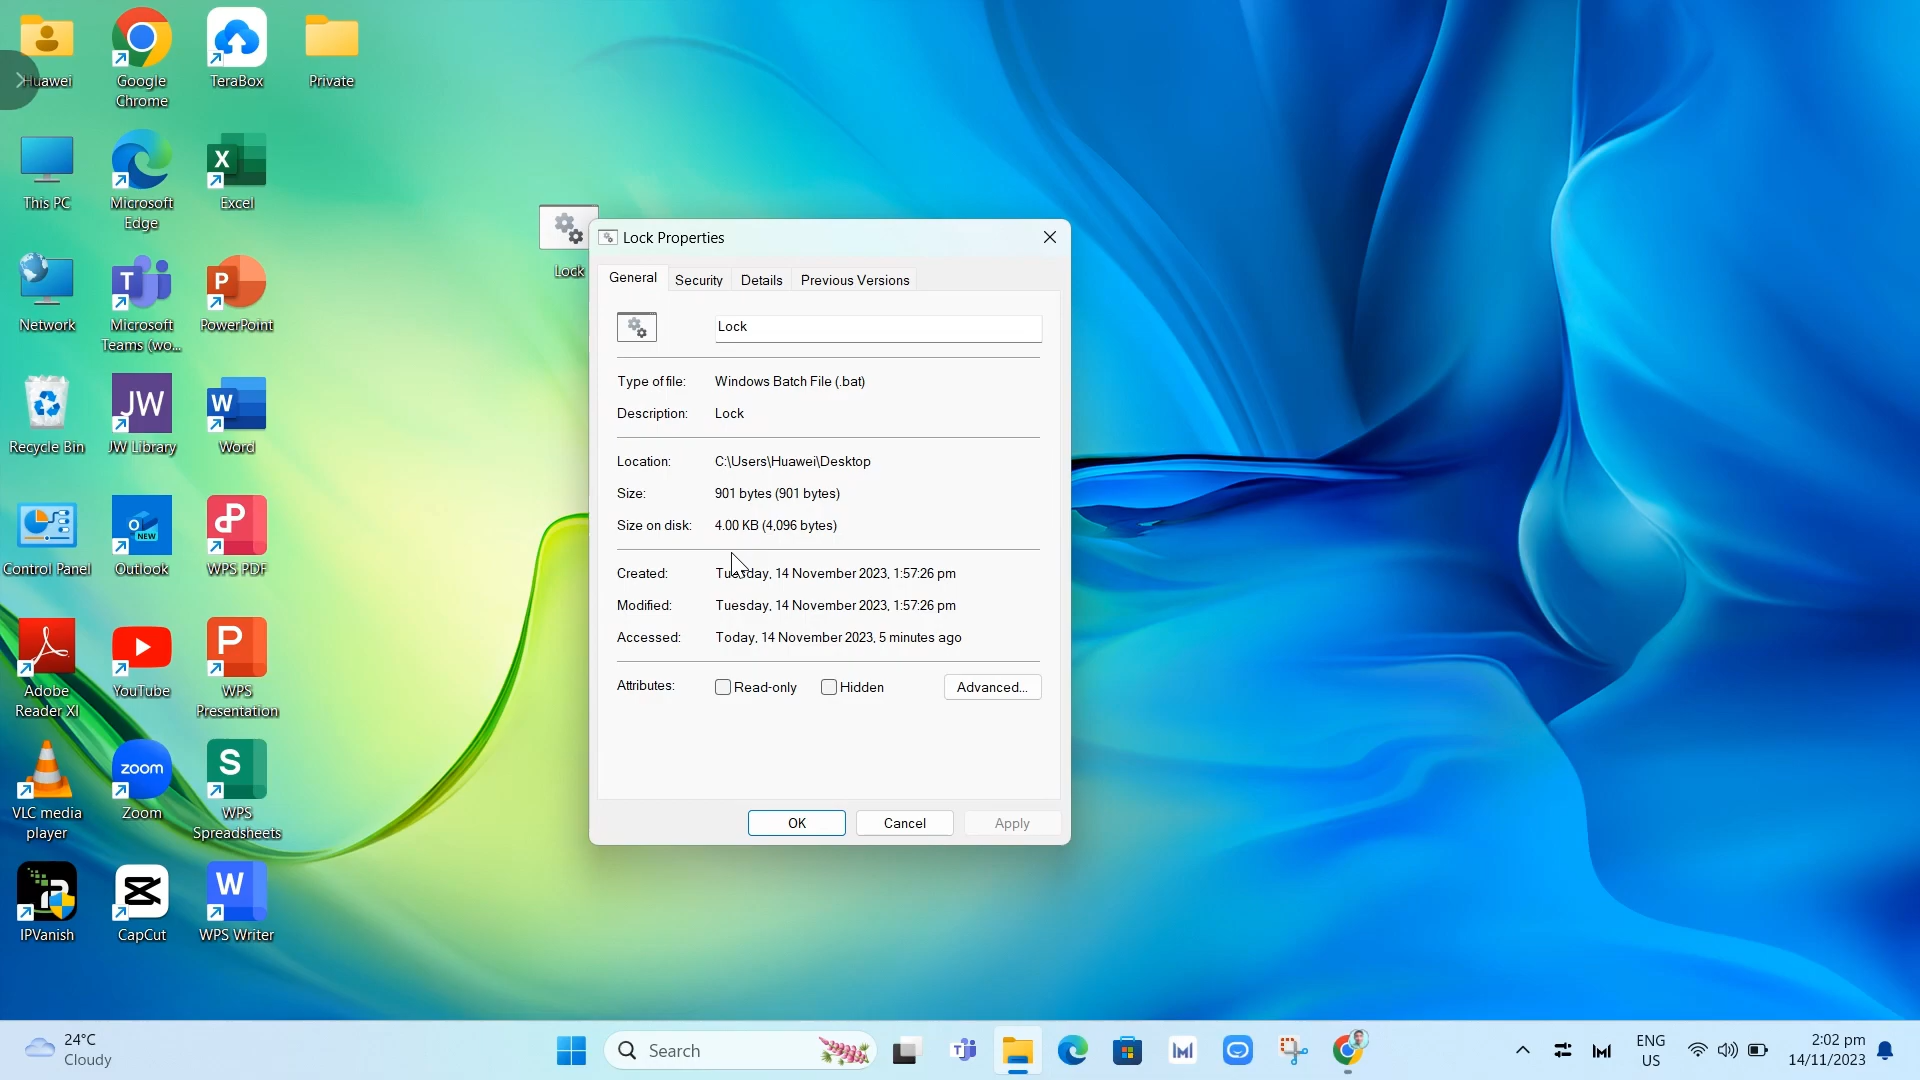 Huawei
Google
Chrome
TeraBox
Private
This PC
Microsoft
Edge
Excel
Network
Microsoft
Teams (wo...
PowerPoint
Recycle Bin
JW Library
Word
Control Panel
Outlook
WPS PDF
Adobe
Reader XI
YouTube
WPS
Presentation
VLC media
player
Zoom
WPS
Spreadsheets
IPVanish
CapCut
WPS Writer
Lock
Lock Properties
General
Security
Details
Previous Versions
Lock
Type of file: Windows Batch File (.bat)
Description: Lock
Location: C:\Users\Huawei\Desktop
Size: 901 bytes (901 bytes)
Size on disk: 4.00 KB (4,096 bytes)
Created: Tuesday, 14 November 2023, 1:57:26 pm
Modified: Tuesday, 14 November 2023, 1:57:26 pm
Accessed: Today, 14 November 2023, 5 minutes ago
Attributes: Read-only Hidden Advanced...
OK Cancel Apply
24°C
Cloudy
Search
ENG
US
2:02 pm
14/11/2023